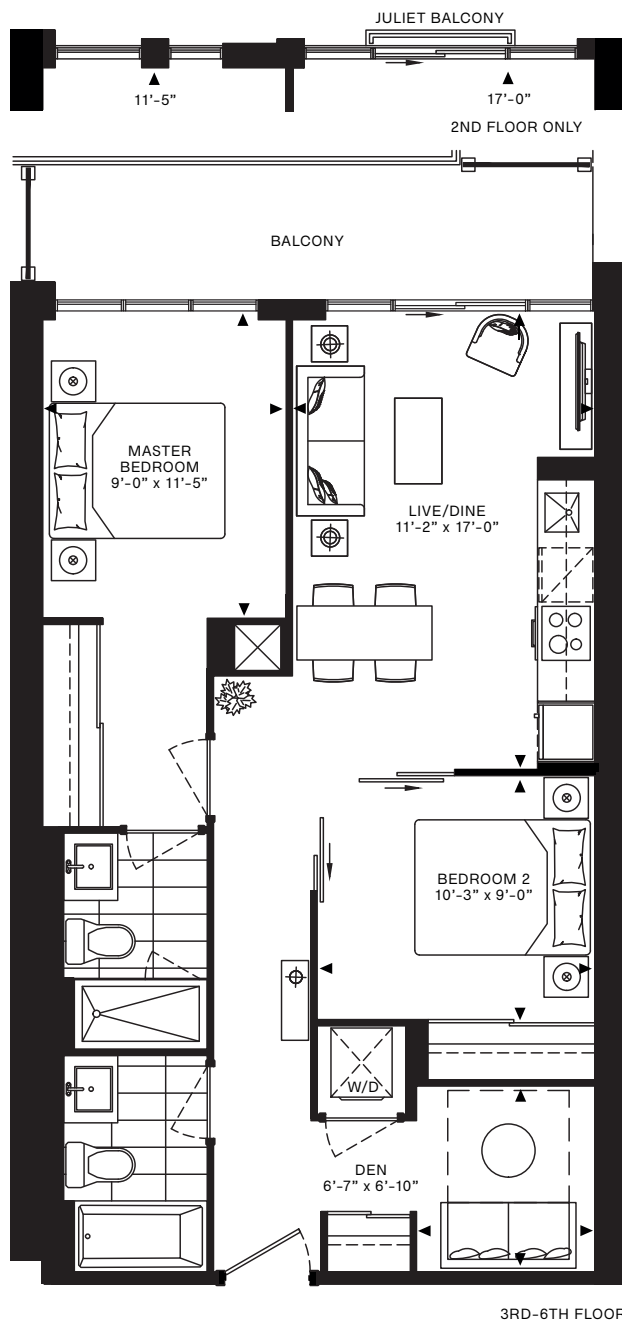 JULIET BALCONY
11'-5"
17'-0"
2ND FLOOR ONLY
BALCONY
MASTER
BEDROOM
9'-0" x 11'-5"
LIVE/DINE
11'-2" x 17'-0"
BEDROOM 2
10'-3" x 9'-0"
W/D
DEN
6'-7" x 6'-10"
3RD-6TH FLOOR